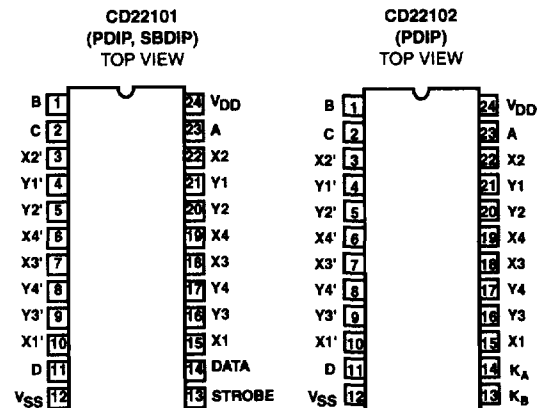 CD22101
(PDIP, SBDIP)
TOP VIEW
B 1 24 VDD
C 2 23 A
X2' 3 22 X2
Y1' 4 21 Y1
Y2' 5 20 Y2
X4' 6 19 X4
X3' 7 18 X3
Y4' 8 17 Y4
Y3' 9 16 Y3
X1' 10 15 X1
D 11 14 DATA
VSS 12 13 STROBE
CD22102
(PDIP)
TOP VIEW
B 1 24 VDD
C 2 23 A
X2' 3 22 X2
Y1' 4 21 Y1
Y2' 5 20 Y2
X4' 6 19 X4
X3' 7 18 X3
Y4' 8 17 Y4
Y3' 9 16 Y3
X1' 10 15 X1
D 11 14 KA
VSS 12 13 KB